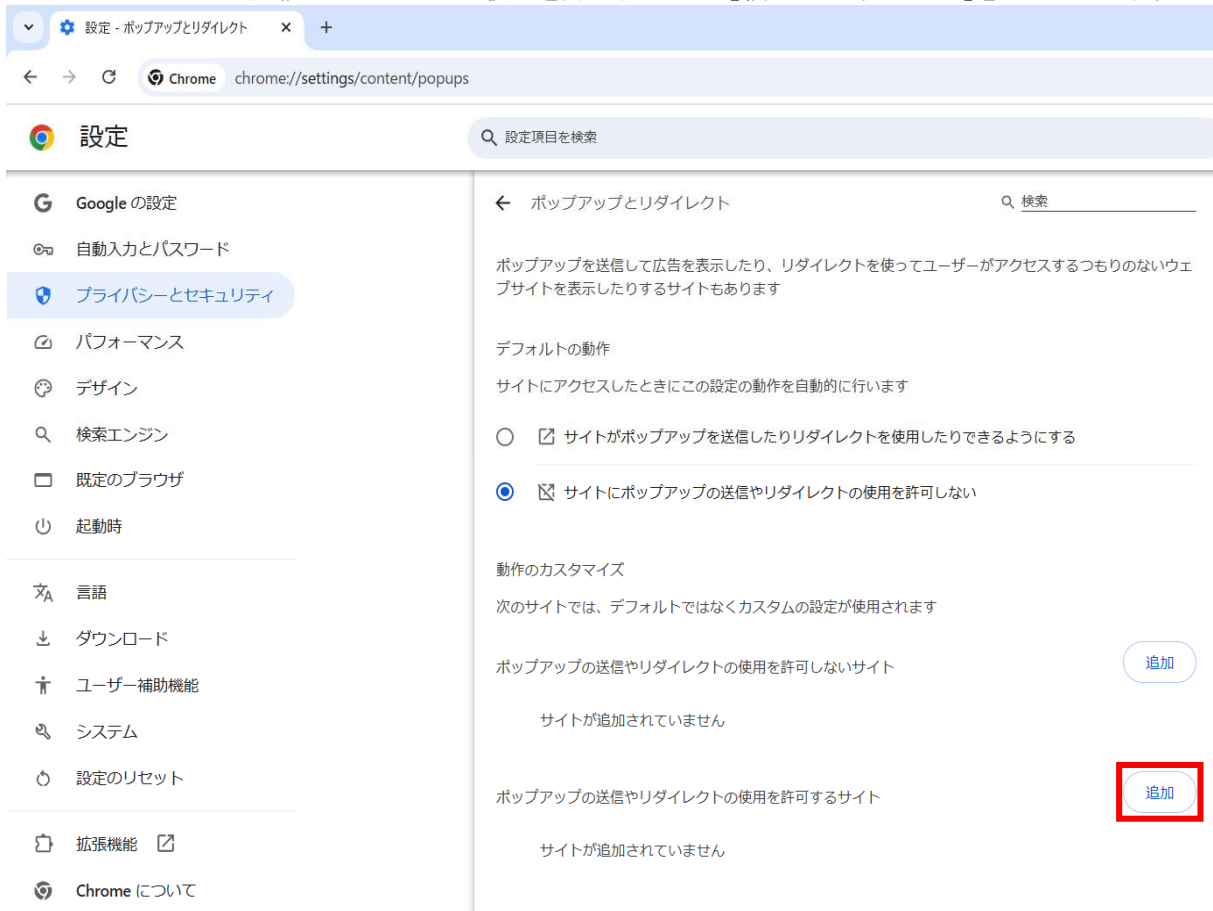 設定 - ポップアップとリダイレクト
Chrome chrome://settings/content/popups
設定
設定項目を検索
Google の設定
自動入力とパスワード
プライバシーとセキュリティ
パフォーマンス
デザイン
検索エンジン
既定のブラウザ
起動時
言語
ダウンロード
ユーザー補助機能
システム
設定のリセット
拡張機能
Chrome について
ポップアップとリダイレクト
検索
ポップアップを送信して広告を表示したり、リダイレクトを使ってユーザーがアクセスするつもりのないウェ
ブサイトを表示したりするサイトもあります
デフォルトの動作
サイトにアクセスしたときにこの設定の動作を自動的に行います
サイトがポップアップを送信したりリダイレクトを使用したりできるようにする
サイトにポップアップの送信やリダイレクトの使用を許可しない
動作のカスタマイズ
次のサイトでは、デフォルトではなくカスタムの設定が使用されます
ポップアップの送信やリダイレクトの使用を許可しないサイト
追加
サイトが追加されていません
ポップアップの送信やリダイレクトの使用を許可するサイト
追加
サイトが追加されていません